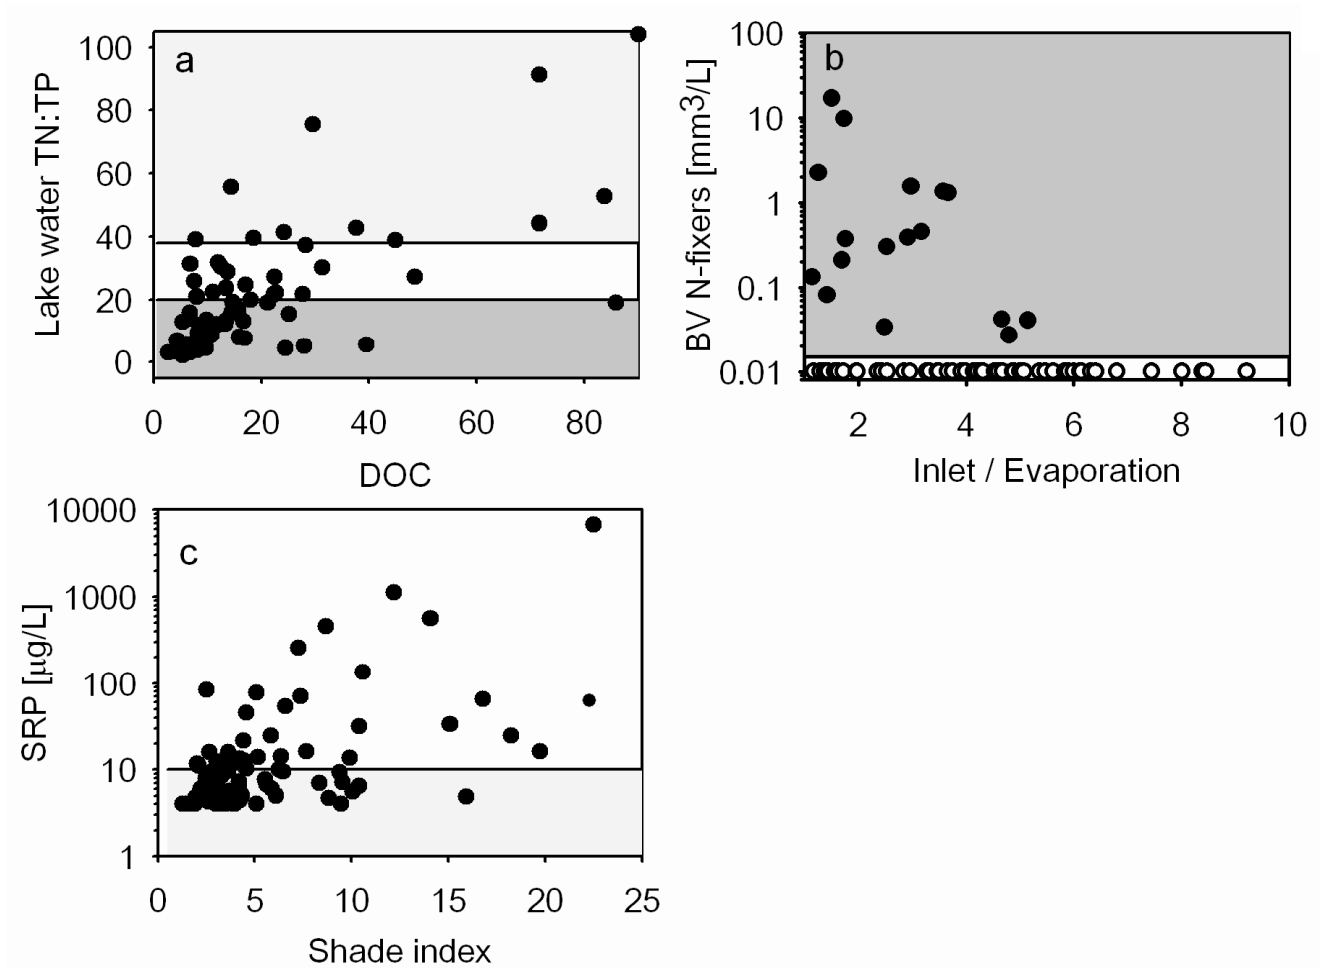 a
100
80
60
40
20
0
Lake water TN:TP
0 20 40 60 80
DOC
b
100
10
1
0.1
0.01
BV N-fixers [mm3/L]
2 4 6 8 10
Inlet / Evaporation
c
10000
1000
100
10
1
SRP [µg/L]
0 5 10 15 20 25
Shade index